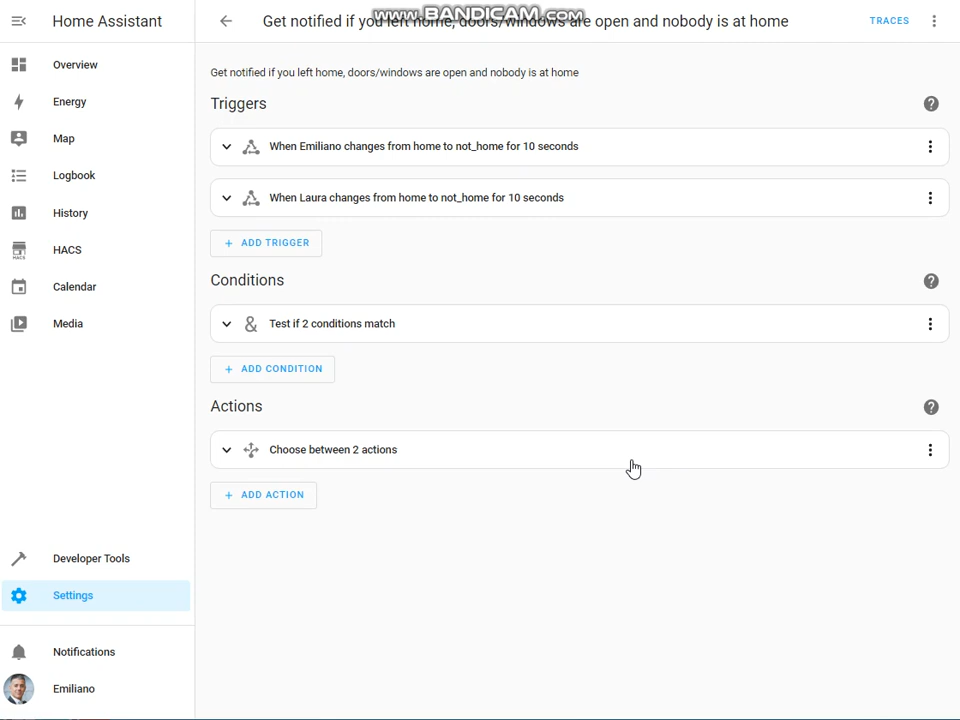 Home Assistant
Get notified if you left home, doors/windows are open and nobody is at home
www.BANDICAM.com
TRACES
Overview
Energy
Map
Logbook
History
HACS
HACS
Calendar
Media
Developer Tools
Settings
Notifications
Emiliano
Get notified if you left home, doors/windows are open and nobody is at home
Triggers
When Emiliano changes from home to not_home for 10 seconds
When Laura changes from home to not_home for 10 seconds
+ ADD TRIGGER
Conditions
& Test if 2 conditions match
+ ADD CONDITION
Actions
Choose between 2 actions
+ ADD ACTION